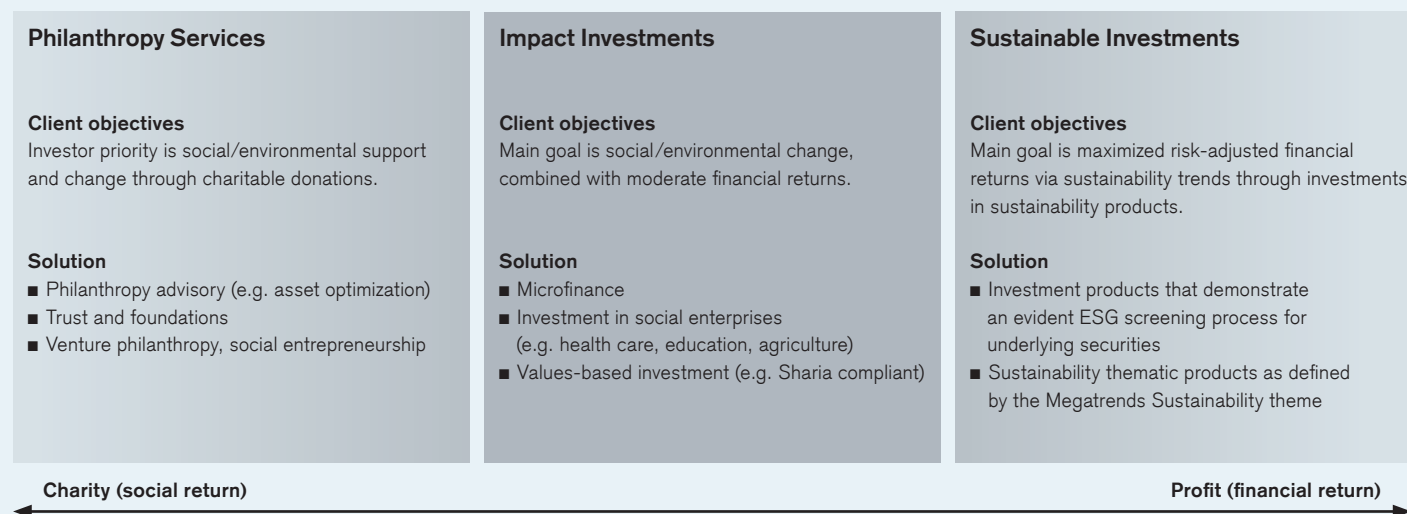 Philanthropy Services
Client objectives
Investor priority is social/environmental support
and change through charitable donations.
Solution
■ Philanthropy advisory (e.g. asset optimization)
■ Trust and foundations
■ Venture philanthropy, social entrepreneurship
Impact Investments
Client objectives
Main goal is social/environmental change,
combined with moderate financial returns.
Solution
■ Microfinance
■ Investment in social enterprises
(e.g. health care, education, agriculture)
■ Values-based investment (e.g. Sharia compliant)
Sustainable Investments
Client objectives
Main goal is maximized risk-adjusted financial
returns via sustainability trends through investments
in sustainability products.
Solution
■ Investment products that demonstrate
an evident ESG screening process for
underlying securities
■ Sustainability thematic products as defined
by the Megatrends Sustainability theme
Charity (social return)
Profit (financial return)